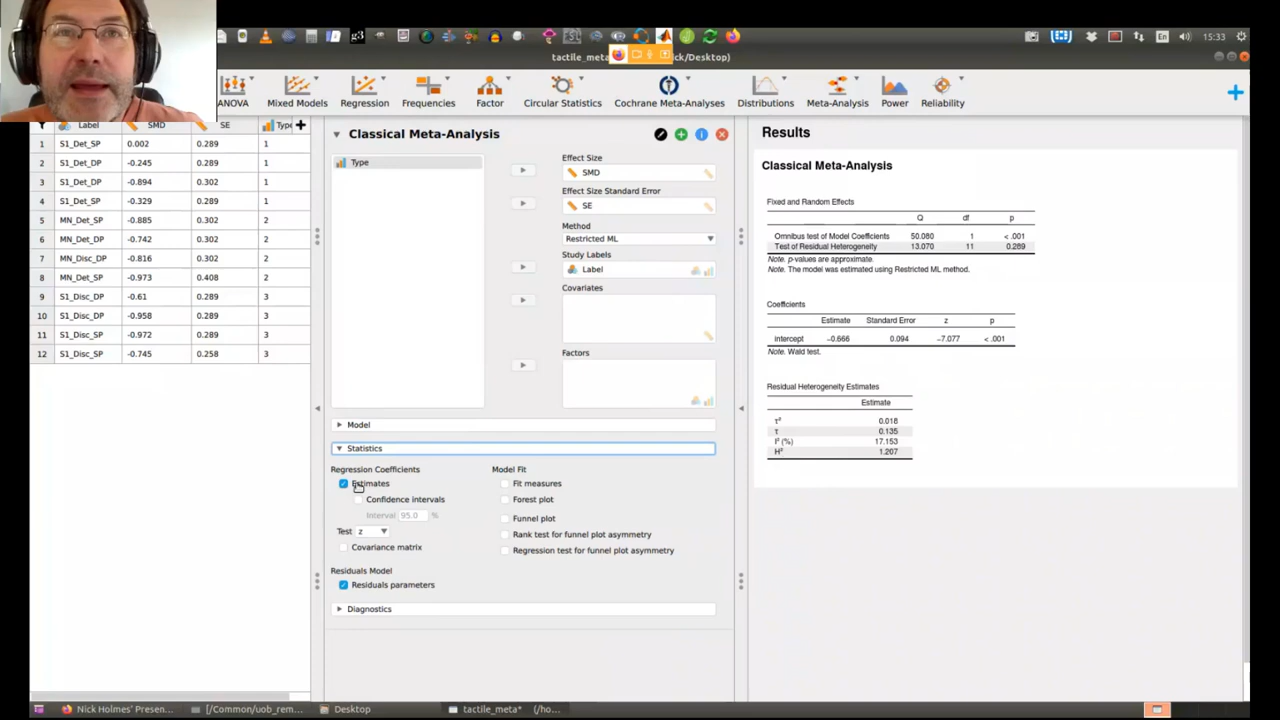 g3
En
15:33
tactile_meta
ck/Desktop)
ANOVA
Mixed Models
Regression
Frequencies
Factor
Circular Statistics
Cochrane Meta-Analyses
Distributions
Meta-Analysis
Power
Reliability
Label SMD SE Type
1 S1_Det_SP 0.002 0.289 1
2 S1_Det_DP -0.245 0.289 1
3 S1_Det_DP -0.894 0.302 1
4 S1_Det_SP -0.329 0.289 1
5 MN_Det_SP -0.885 0.302 2
6 MN_Det_DP -0.742 0.302 2
7 MN_Disc_DP -0.816 0.302 2
8 MN_Det_SP -0.973 0.408 2
9 S1_Disc_DP -0.61 0.289 3
10 S1_Disc_DP -0.958 0.289 3
11 S1_Disc_SP -0.972 0.289 3
12 S1_Disc_SP -0.745 0.258 3
Classical Meta-Analysis
Type
Effect Size
SMD
Effect Size Standard Error
SE
Method
Restricted ML
Study Labels
Label
Covariates
Factors
Model
Statistics
Regression Coefficients
Estimates
Confidence intervals
Interval 95.0 %
Test z
Covariance matrix
Model Fit
Fit measures
Forest plot
Funnel plot
Rank test for funnel plot asymmetry
Regression test for funnel plot asymmetry
Residuals Model
Residuals parameters
Diagnostics
Results
Classical Meta-Analysis
Fixed and Random Effects
Q df p
Omnibus test of Model Coefficients 50.080 1 < .001
Test of Residual Heterogeneity 13.070 11 0.289
Note. p-values are approximate.
Note. The model was estimated using Restricted ML method.
Coefficients
Estimate Standard Error z p
intercept −0.666 0.094 −7.077 < .001
Note. Wald test.
Residual Heterogeneity Estimates
Estimate
τ² 0.018
τ 0.135
I² (%) 17.153
H² 1.207
Nick Holmes' Presen...
[/Common/uob_rem...
Desktop
tactile_meta* (/ho...